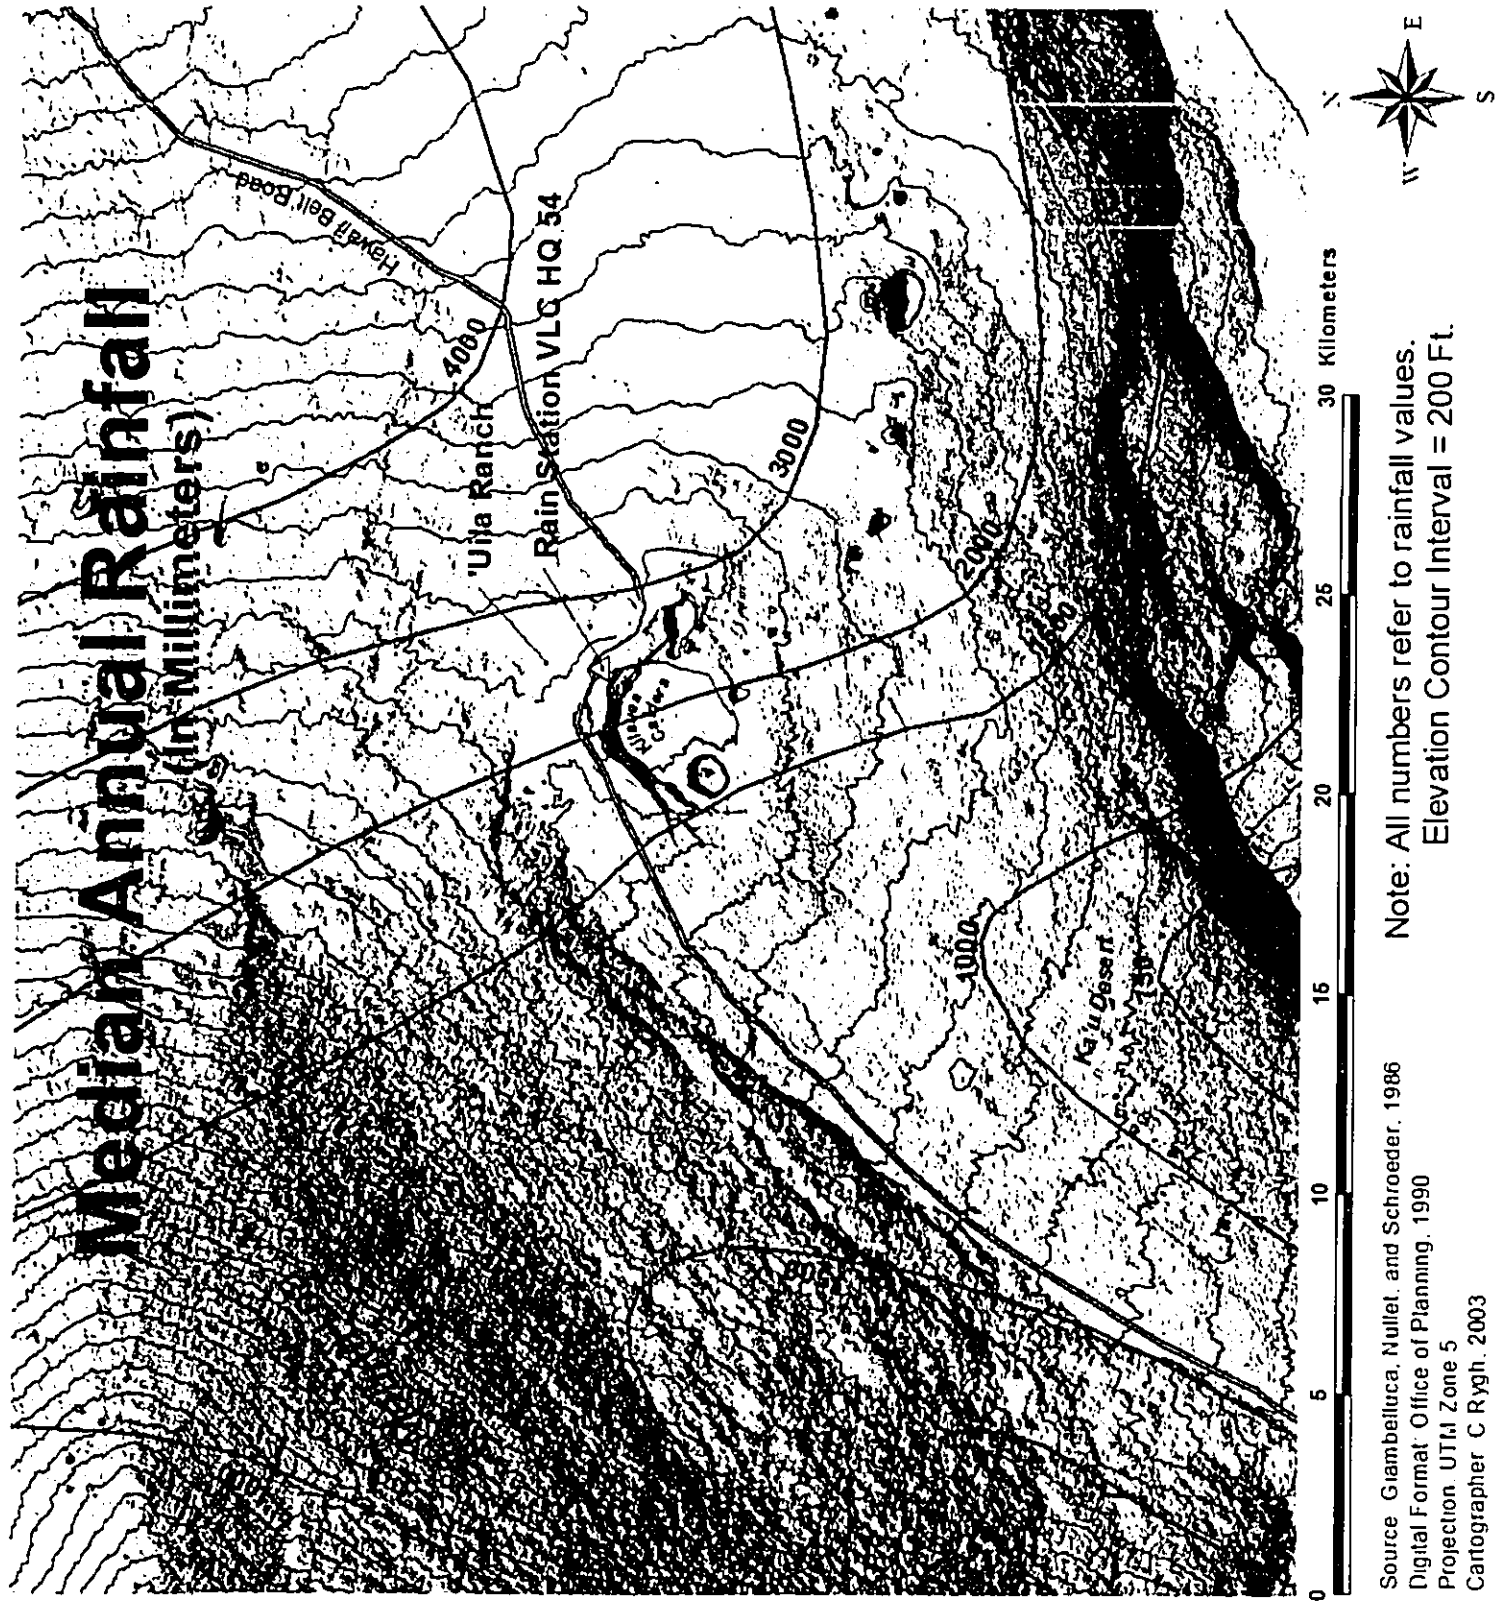 Median Annual Rainfall
(In Millimeters)
Hawai'i Belt Road
4000
'Ulla Ranch
Rain Station VLC HQ 54
3000
Kilauea
Caldera
2000
1000
Desert
0 5 10 15 20 25 30 Kilometers
N
W E
S
Source Giambelluca, Nullet, and Schroeder, 1986
Digital Format Office of Planning, 1990
Projection UTM Zone 5
Cartographer C Rygh, 2003
Note: All numbers refer to rainfall values.
Elevation Contour Interval = 200 Ft.